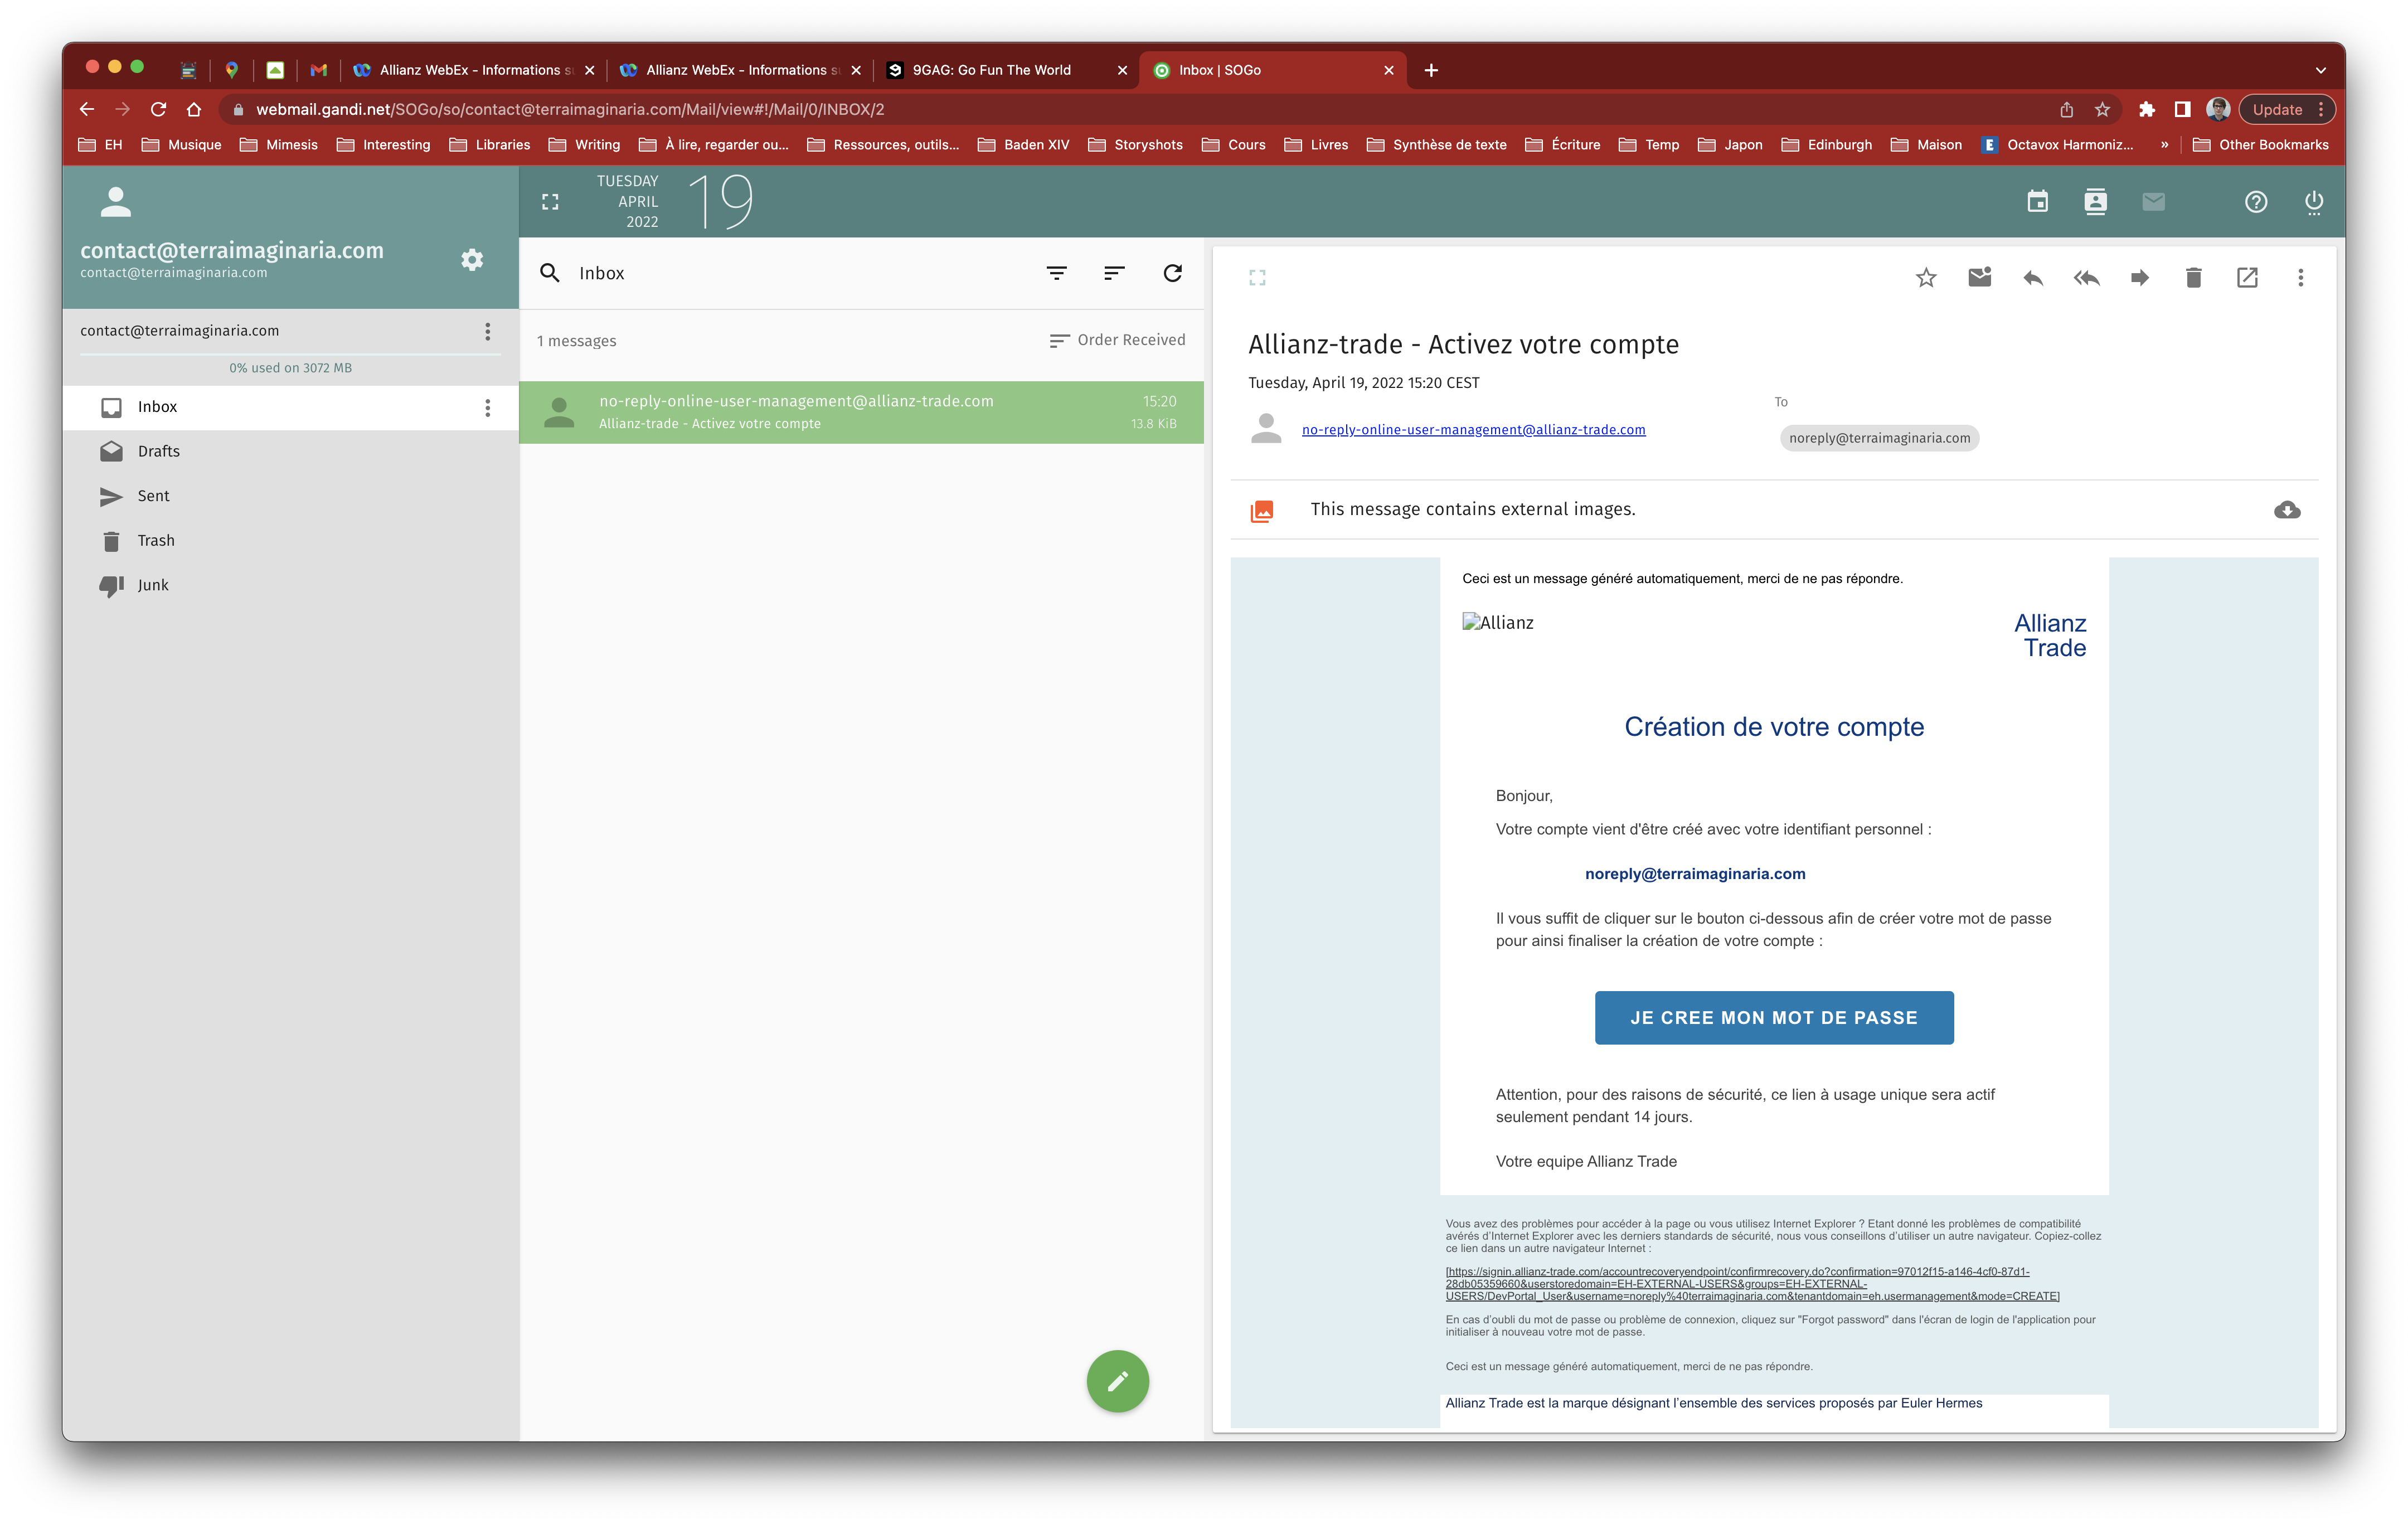 Allianz WebEx - Informations s
Allianz WebEx - Informations s
9GAG: Go Fun The World
Inbox | SOGo
webmail.gandi.net/SOGo/so/contact@terraimaginaria.com/Mail/view#!/Mail/0/INBOX/2
Update
EH
Musique
Mimesis
Interesting
Libraries
Writing
À lire, regarder ou...
Ressources, outils...
Baden XIV
Storyshots
Cours
Livres
Synthèse de texte
Écriture
Temp
Japon
Edinburgh
Maison
E
Octavox Harmoniz...
»
Other Bookmarks
contact@terraimaginaria.com
contact@terraimaginaria.com
TUESDAY
APRIL
2022
19
contact@terraimaginaria.com
0% used on 3072 MB
Inbox
Drafts
Sent
Trash
Junk
Inbox
1 messages
Order Received
no-reply-online-user-management@allianz-trade.com
15:20
Allianz-trade - Activez votre compte
13.8 KiB
Allianz-trade - Activez votre compte
Tuesday, April 19, 2022 15:20 CEST
no-reply-online-user-management@allianz-trade.com
To
noreply@terraimaginaria.com
This message contains external images.
Ceci est un message généré automatiquement, merci de ne pas répondre.
Allianz
Allianz
Trade
Création de votre compte
Bonjour,
Votre compte vient d'être créé avec votre identifiant personnel :
noreply@terraimaginaria.com
Il vous suffit de cliquer sur le bouton ci-dessous afin de créer votre mot de passe
pour ainsi finaliser la création de votre compte :
JE CREE MON MOT DE PASSE
Attention, pour des raisons de sécurité, ce lien à usage unique sera actif
seulement pendant 14 jours.
Votre equipe Allianz Trade
Vous avez des problèmes pour accéder à la page ou vous utilisez Internet Explorer ? Etant donné les problèmes de compatibilité
avérés d'Internet Explorer avec les derniers standards de sécurité, nous vous conseillons d'utiliser un autre navigateur. Copiez-collez
ce lien dans un autre navigateur Internet :
[https://signin.allianz-trade.com/accountrecoveryendpoint/confirmrecovery.do?confirmation=97012f15-a146-4cf0-87d1-
28db05359660&userstoredomain=EH-EXTERNAL-USERS&groups=EH-EXTERNAL-
USERS/DevPortal_User&username=noreply%40terraimaginaria.com&tenantdomain=eh.usermanagement&mode=CREATE]
En cas d'oubli du mot de passe ou problème de connexion, cliquez sur "Forgot password" dans l'écran de login de l'application pour
initialiser à nouveau votre mot de passe.
Ceci est un message généré automatiquement, merci de ne pas répondre.
Allianz Trade est la marque désignant l'ensemble des services proposés par Euler Hermes